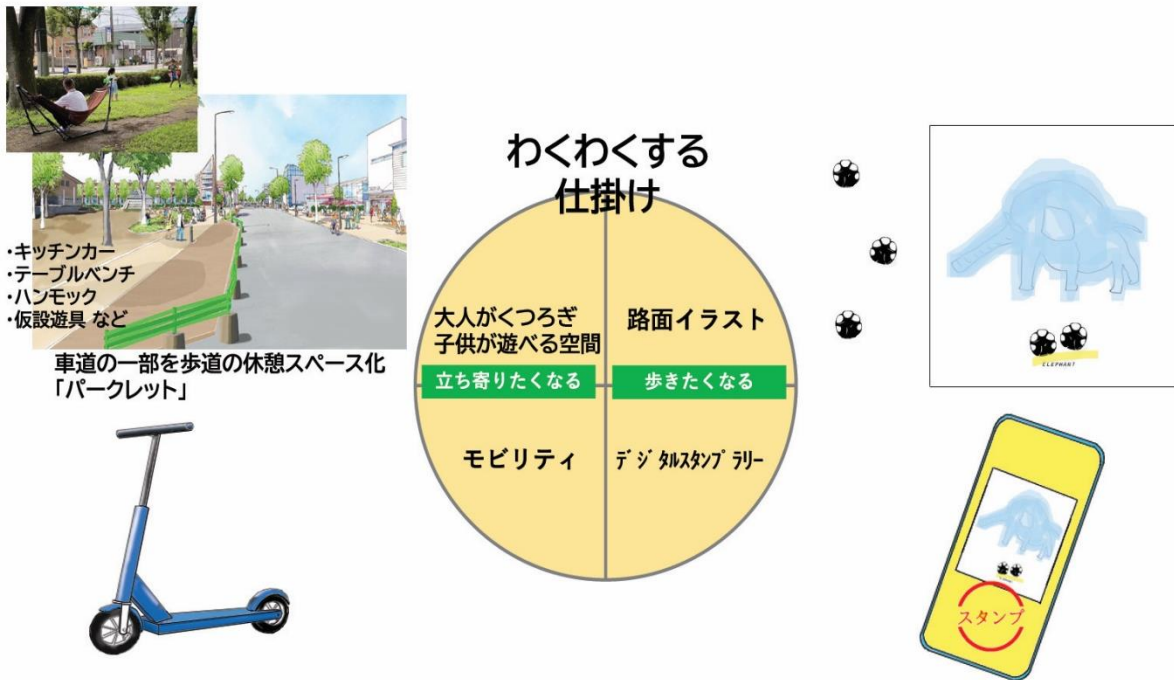 わくわくする
仕掛け
・キッチンカー
・テーブルベンチ
・ハンモック
・仮設遊具 など
車道の一部を歩道の休憩スペース化
「パークレット」
大人がくつろぎ
子供が遊べる空間
路面イラスト
立ち寄りたくなる
歩きたくなる
モビリティ
デジタルスタンプラリー
ELEPHANT
スタンプ